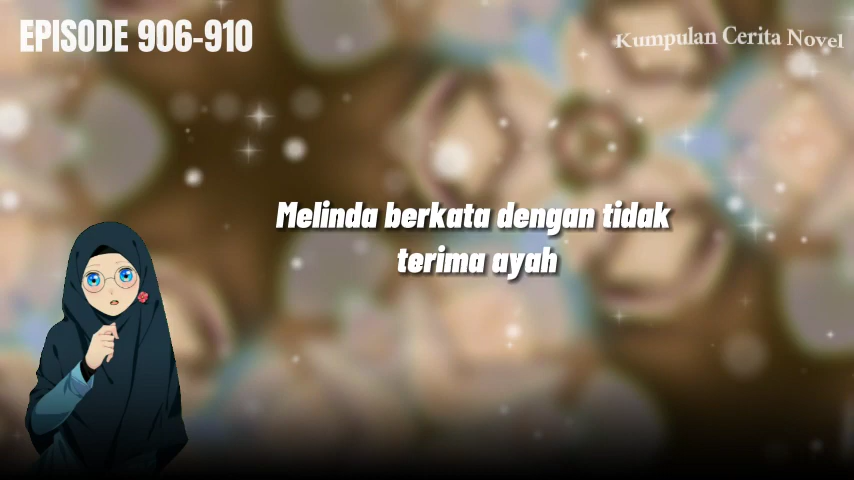 EPISODE 906-910
Kumpulan Cerita Novel
Melinda berkata dengan tidak
terima ayah